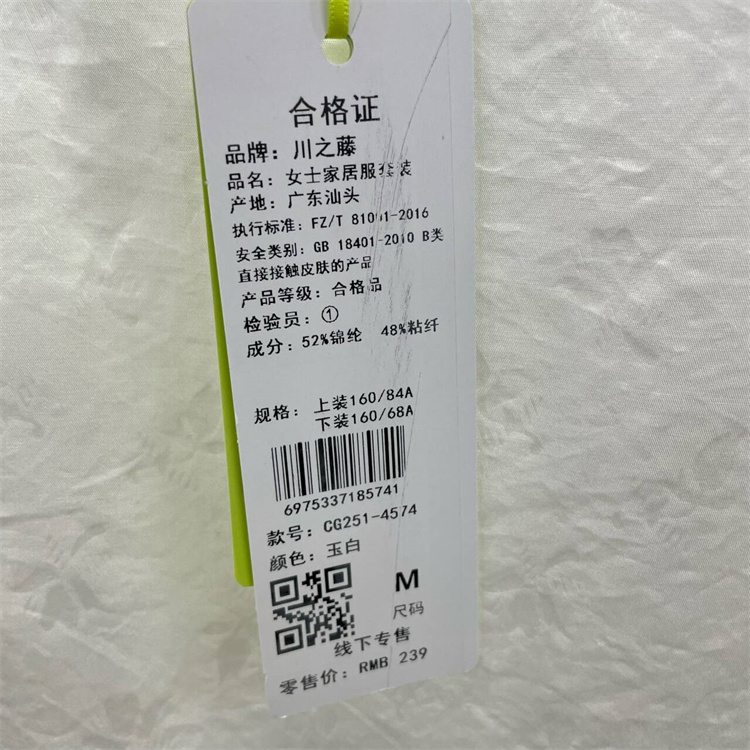 合格证
品牌：川之藤
品名：女士家居服套装
产地：广东汕头
执行标准：FZ/T 81001-2016
安全类别：GB 18401-2010 B类
直接接触皮肤的产品
产品等级：合格品
检验员：①
成分：52%锦纶 48%粘纤
规格：上装160/84A
下装160/68A
6975337185741
款号：CG251-4574
颜色：玉白
M
尺码
线下专售
零售价：RMB 239